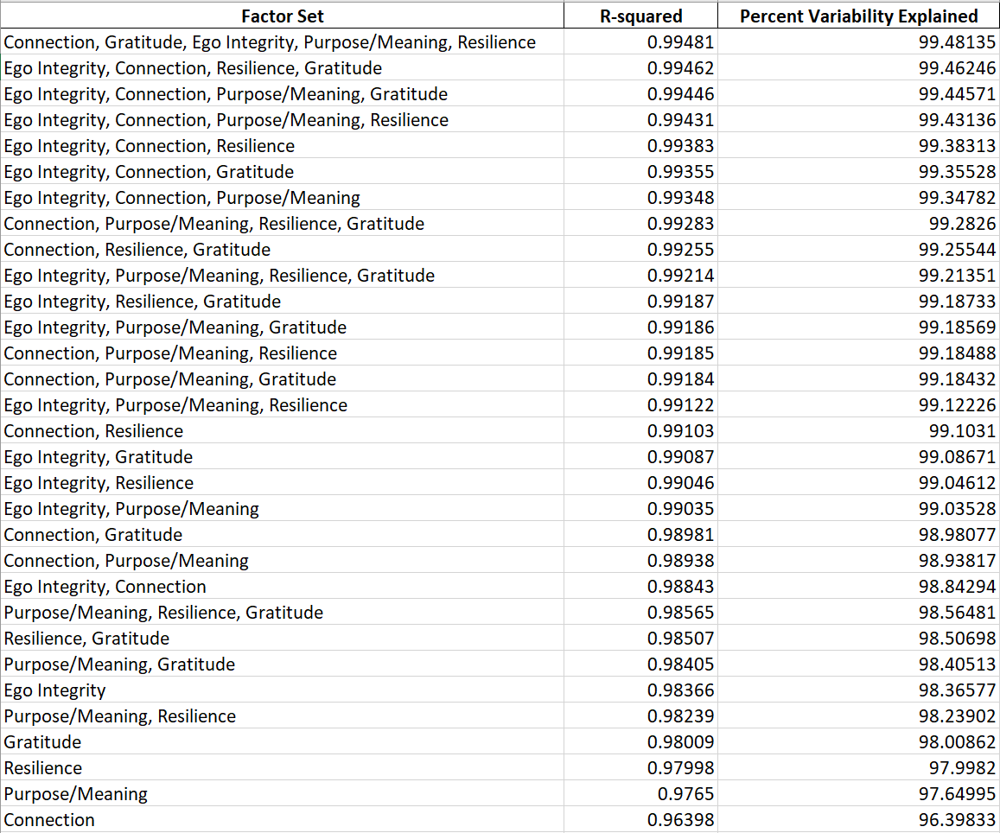 Factor Set R-squared Percent Variability Explained
Connection, Gratitude, Ego Integrity, Purpose/Meaning, Resilience 0.99481 99.48135
Ego Integrity, Connection, Resilience, Gratitude 0.99462 99.46246
Ego Integrity, Connection, Purpose/Meaning, Gratitude 0.99446 99.44571
Ego Integrity, Connection, Purpose/Meaning, Resilience 0.99431 99.43136
Ego Integrity, Connection, Resilience 0.99383 99.38313
Ego Integrity, Connection, Gratitude 0.99355 99.35528
Ego Integrity, Connection, Purpose/Meaning 0.99348 99.34782
Connection, Purpose/Meaning, Resilience, Gratitude 0.99283 99.2826
Connection, Resilience, Gratitude 0.99255 99.25544
Ego Integrity, Purpose/Meaning, Resilience, Gratitude 0.99214 99.21351
Ego Integrity, Resilience, Gratitude 0.99187 99.18733
Ego Integrity, Purpose/Meaning, Gratitude 0.99186 99.18569
Connection, Purpose/Meaning, Resilience 0.99185 99.18488
Connection, Purpose/Meaning, Gratitude 0.99184 99.18432
Ego Integrity, Purpose/Meaning, Resilience 0.99122 99.12226
Connection, Resilience 0.99103 99.1031
Ego Integrity, Gratitude 0.99087 99.08671
Ego Integrity, Resilience 0.99046 99.04612
Ego Integrity, Purpose/Meaning 0.99035 99.03528
Connection, Gratitude 0.98981 98.98077
Connection, Purpose/Meaning 0.98938 98.93817
Ego Integrity, Connection 0.98843 98.84294
Purpose/Meaning, Resilience, Gratitude 0.98565 98.56481
Resilience, Gratitude 0.98507 98.50698
Purpose/Meaning, Gratitude 0.98405 98.40513
Ego Integrity 0.98366 98.36577
Purpose/Meaning, Resilience 0.98239 98.23902
Gratitude 0.98009 98.00862
Resilience 0.97998 97.9982
Purpose/Meaning 0.9765 97.64995
Connection 0.96398 96.39833